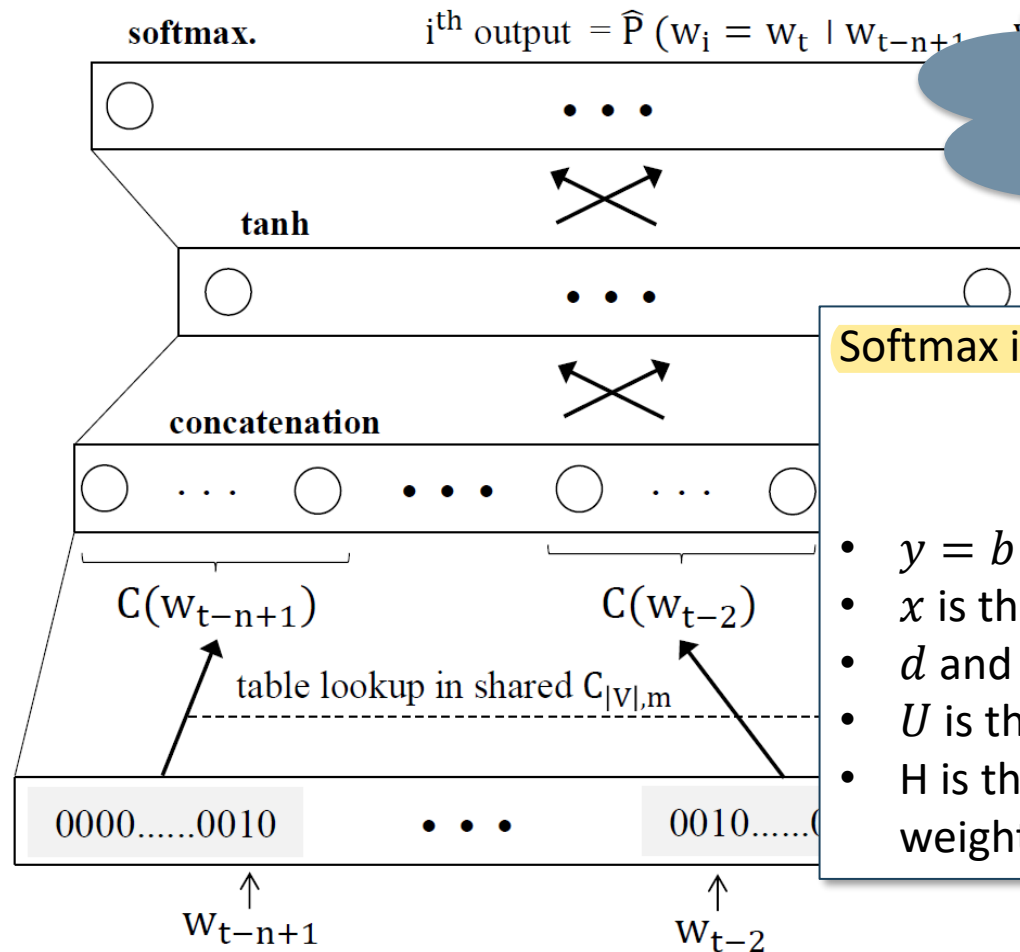 softmax. iᵗʰ output = P̂ (wᵢ = wₜ | wₜ₋ₙ₊₁
• • •
tanh
• • •
Softmax i
concatenation
· · · • • • · · ·
• y = b
C(wₜ₋ₙ₊₁) C(wₜ₋₂)
• x is th
table lookup in shared C|V|,m
• d and
• U is th
• H is th
weight
0000......0010 • • • 0010......
wₜ₋ₙ₊₁ wₜ₋₂